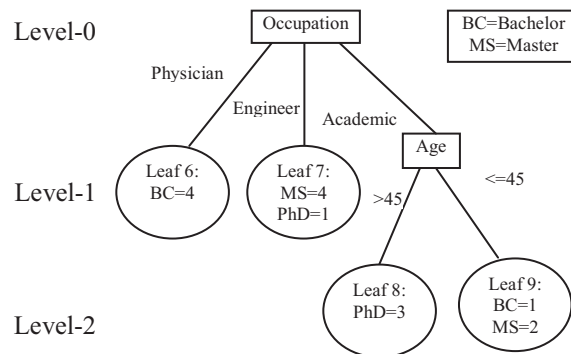 Level-0
Occupation
BC=Bachelor
MS=Master
Physician
Engineer
Academic
Level-1
Leaf 6:
BC=4
Leaf 7:
MS=4
PhD=1
Age
>45
<=45
Level-2
Leaf 8:
PhD=3
Leaf 9:
BC=1
MS=2